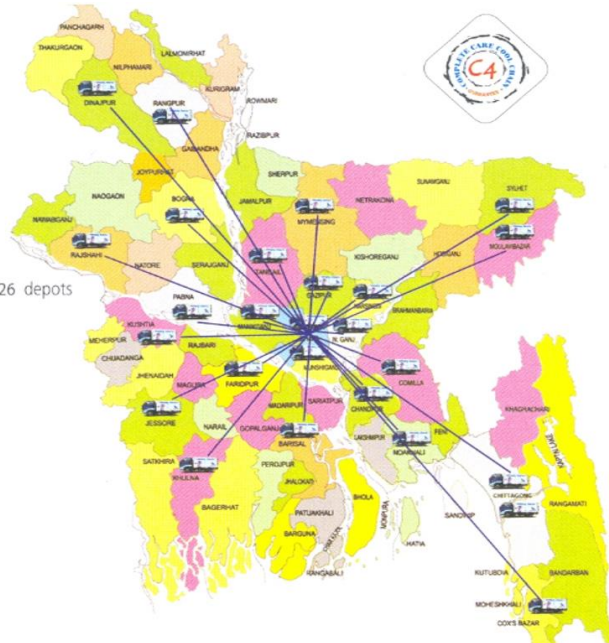 PANCHAGARH
THAKURGAON
LALMONIRHAT
NILPHAMARI
KURIGRAM
DINAJPUR
RANGPUR
ROWMARI
RAZIBPUR
GAIBANDHA
JOYPURHAT
SHERPUR
NAOGAON
BOGRA
JAMALPUR
MYMENSING
NETRAKONA
SUNAMGANJ
SYLHET
NAWABGANJ
MOULAVIBAZAR
RAJSHAHI
NATORE
SERAJGANJ
TANGAIL
KISHOREGANJ
HOBIGANJ
26 depots
PABNA
GAZIPUR
BRAHMANBARIA
KUSHTIA
MANIKGANJ
N. GANJ
MEHERPUR
CHUADANGA
RAJBARI
MUNSHIGANJ
JHENAIDAH
MAGURA
FARIDPUR
COMILLA
MADARIPUR
SARIATPUR
CHANDPUR
KHAGRACHARI
JESSORE
NARAIL
GOPALGANJ
BARISAL
LAKSHMIPUR
FENI
NOAKHALI
SATKHIRA
KHULNA
PEROJPUR
JHALOKATI
BHOLA
CHITTAGONG
RANGAMATI
BAGERHAT
PATUAKHALI
MONPURA
SANDWIP
BARGUNA
HATIA
RANGABALI
KUTUBDIA
BANDARBAN
MOHESHKHALI
COX'S BAZAR
COMPLETE CARE COOL CHAIN
C4